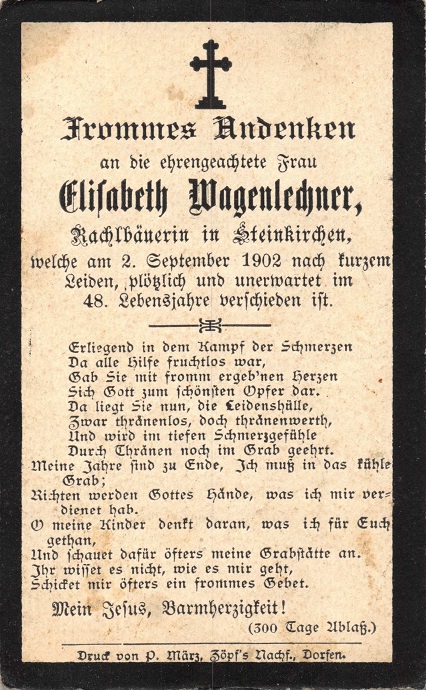 Frommes Andenken
an die ehrengeachtete Frau
Elisabeth Wagenlechner,
Kachlbäuerin in Steinkirchen,
welche am 2. September 1902 nach kurzem
Leiden, plötzlich und unerwartet im
48. Lebensjahre verschieden ist.
Erliegend in dem Kampf der Schmerzen
Da alle Hilfe fruchtlos war,
Gab Sie mit fromm ergeb'nen Herzen
Sich Gott zum schönsten Opfer dar.
Da liegt Sie nun, die Leidenshülle,
Zwar thränenlos, doch thränenwerth,
Und wird im tiefen Schmerzgefühle
Durch Thränen noch im Grab geehrt.
Meine Jahre sind zu Ende, Ich muß in das kühle
Grab;
Richten werden Gottes Hände, was ich mir ver-
dienet hab.
O meine Kinder denkt daran, was ich für Euch
gethan,
Und schauet dafür öfters meine Grabstätte an.
Ihr wisset es nicht, wie es mir geht,
Schicket mir öfters ein frommes Gebet.
Mein Jesus, Barmherzigkeit!
(300 Tage Ablaß.)
Druck von P. März, Zöpf's Nachf., Dorfen.